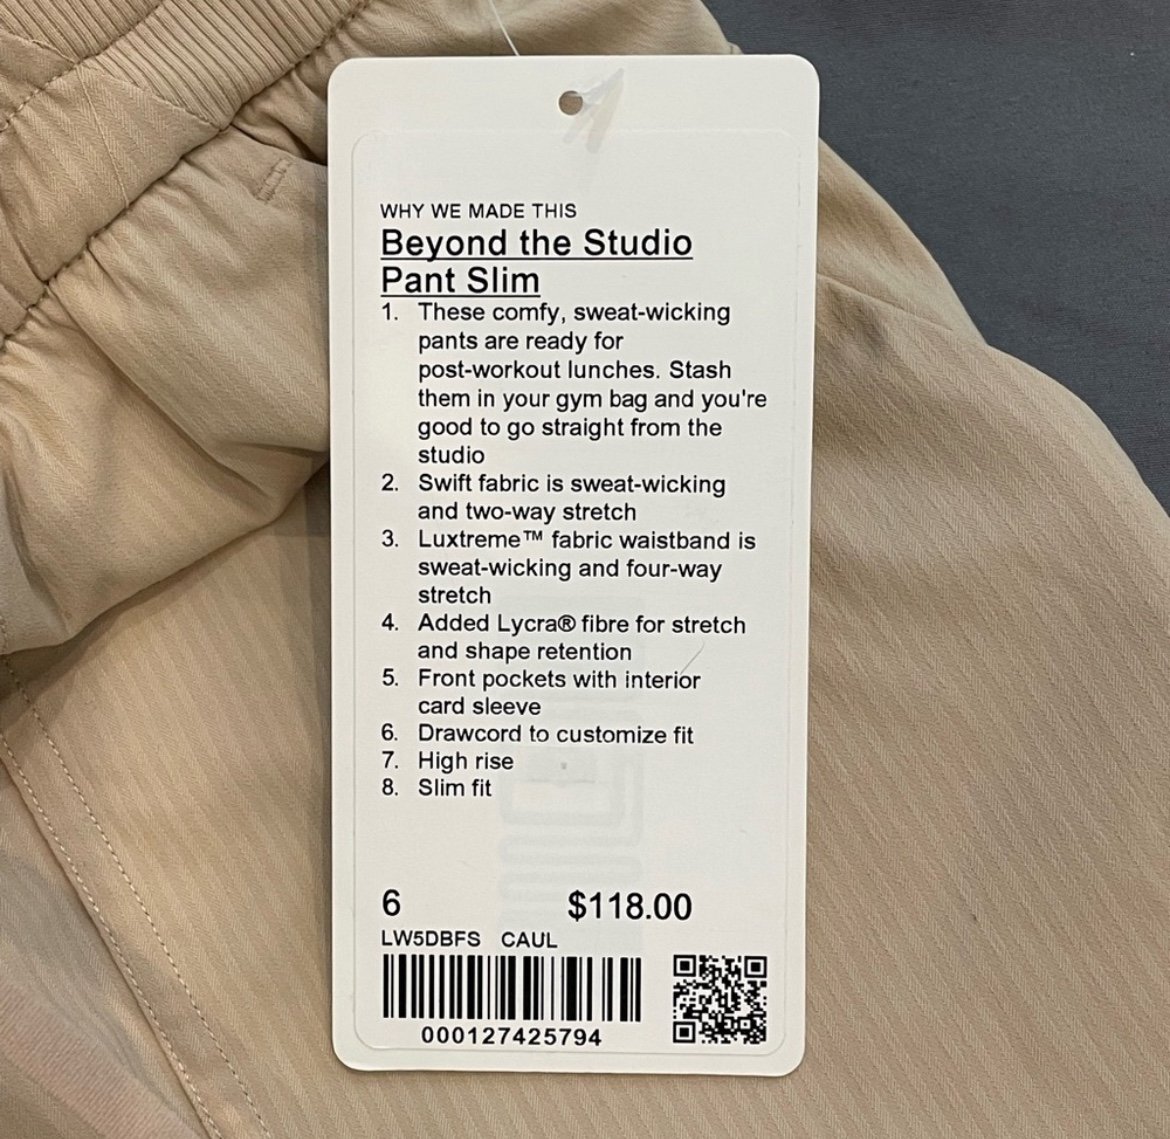 WHY WE MADE THIS
Beyond the Studio
Pant Slim
1. These comfy, sweat-wicking
pants are ready for
post-workout lunches. Stash
them in your gym bag and you're
good to go straight from the
studio
2. Swift fabric is sweat-wicking
and two-way stretch
3. Luxtreme™ fabric waistband is
sweat-wicking and four-way
stretch
4. Added Lycra® fibre for stretch
and shape retention
5. Front pockets with interior
card sleeve
6. Drawcord to customize fit
7. High rise
8. Slim fit
6 $118.00
LW5DBFS CAUL
000127425794